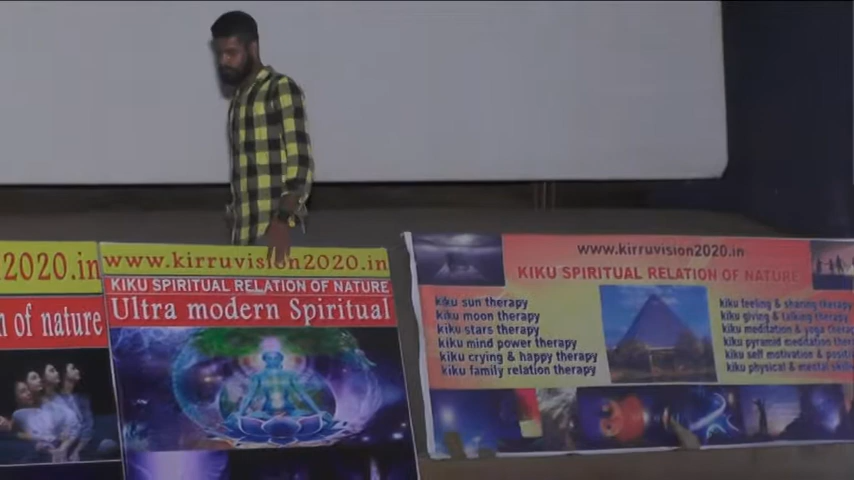 2020.in
n of nature
www.kirruvision2020.in
KIKU SPIRITUAL RELATION OF NATURE
Ultra modern Spiritual
www.KIRRUVISION2020.in
KIKU SPIRITUAL RELATION OF NATURE
kiku sun therapy
kiku moon therapy
kiku stars therapy
kiku mind power therapy
kiku crying & happy therapy
kiku family relation therapy
kiku feeling & sharing therapy
kiku giving & talking therapy
kiku meditation & yoga therapy
kiku pyramid & dream therapy
kiku self motivation &
kiku physical & mental